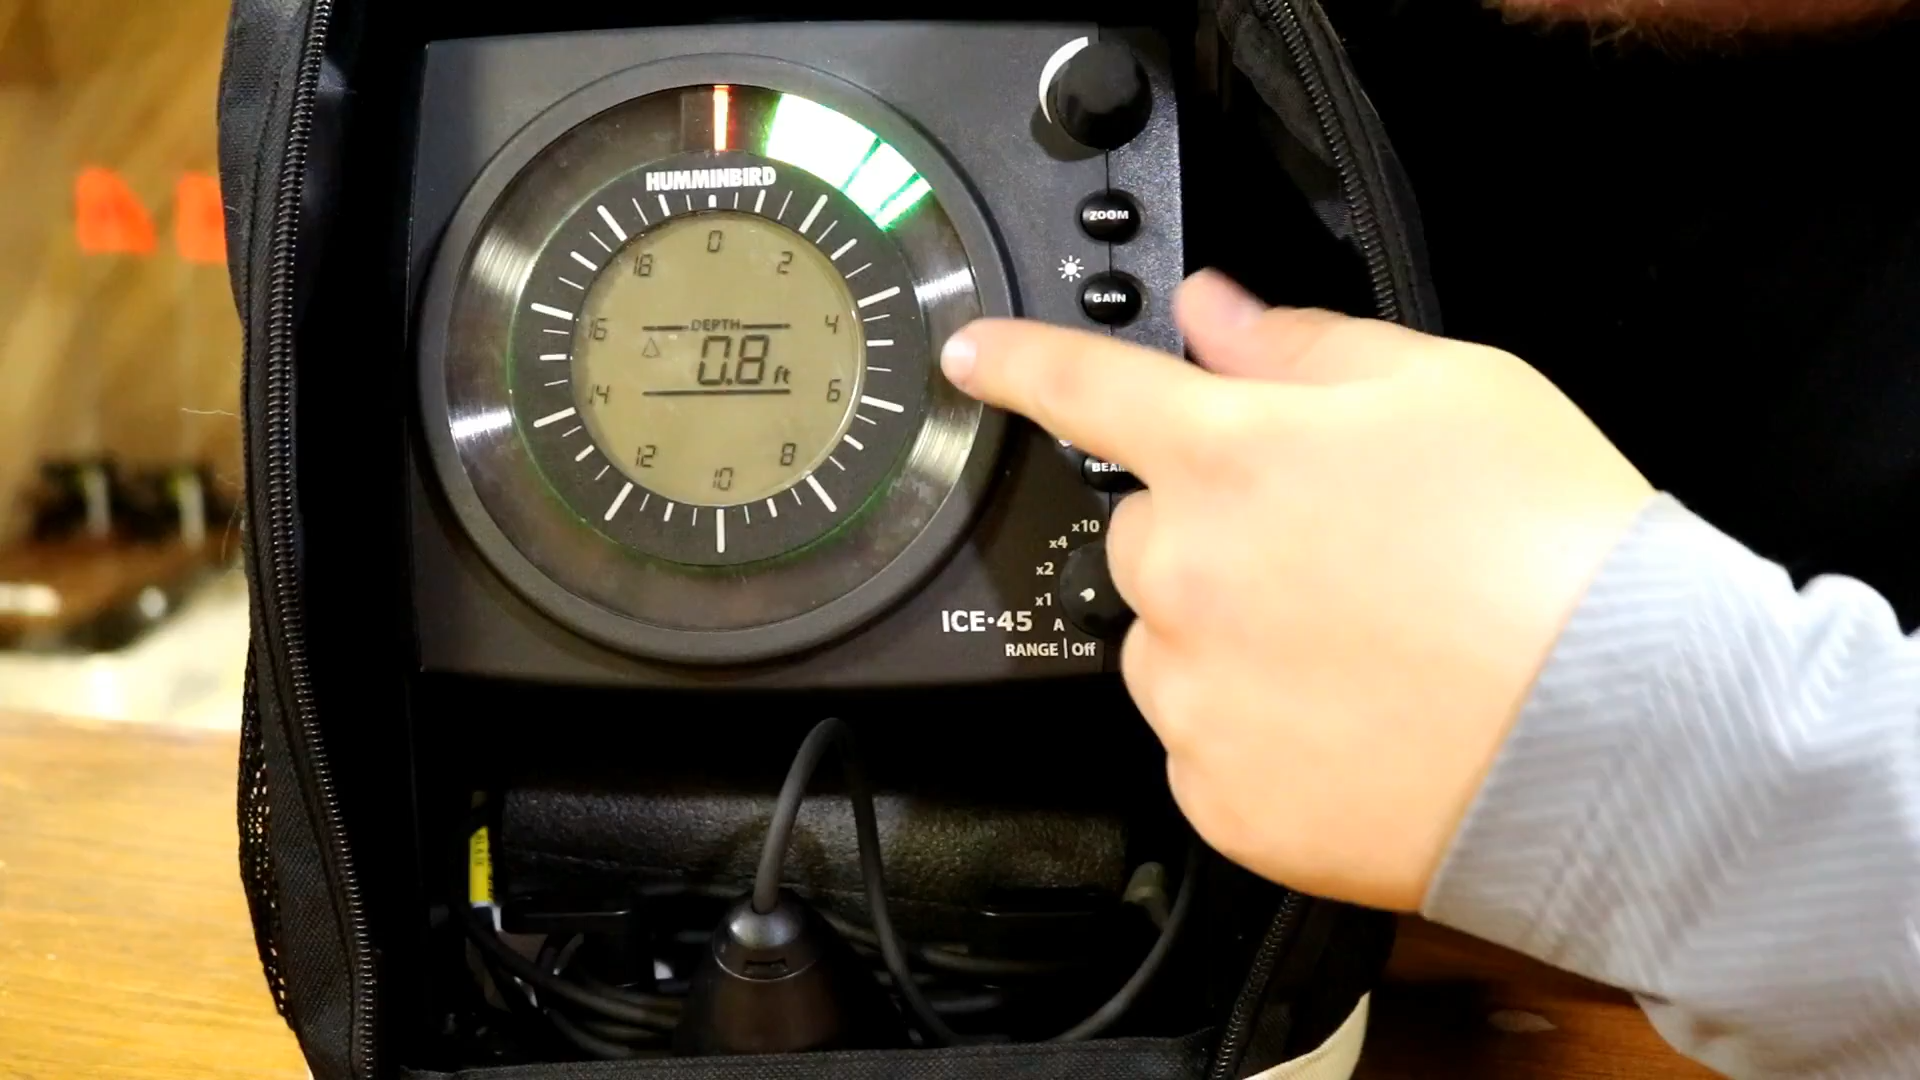 HUMMINBIRD
ZOOM
GAIN
0
2
4
6
8
10
12
14
16
18
DEPTH
0.8 ft
x10
x4
x2
x1
A
ICE•45
RANGE | Off